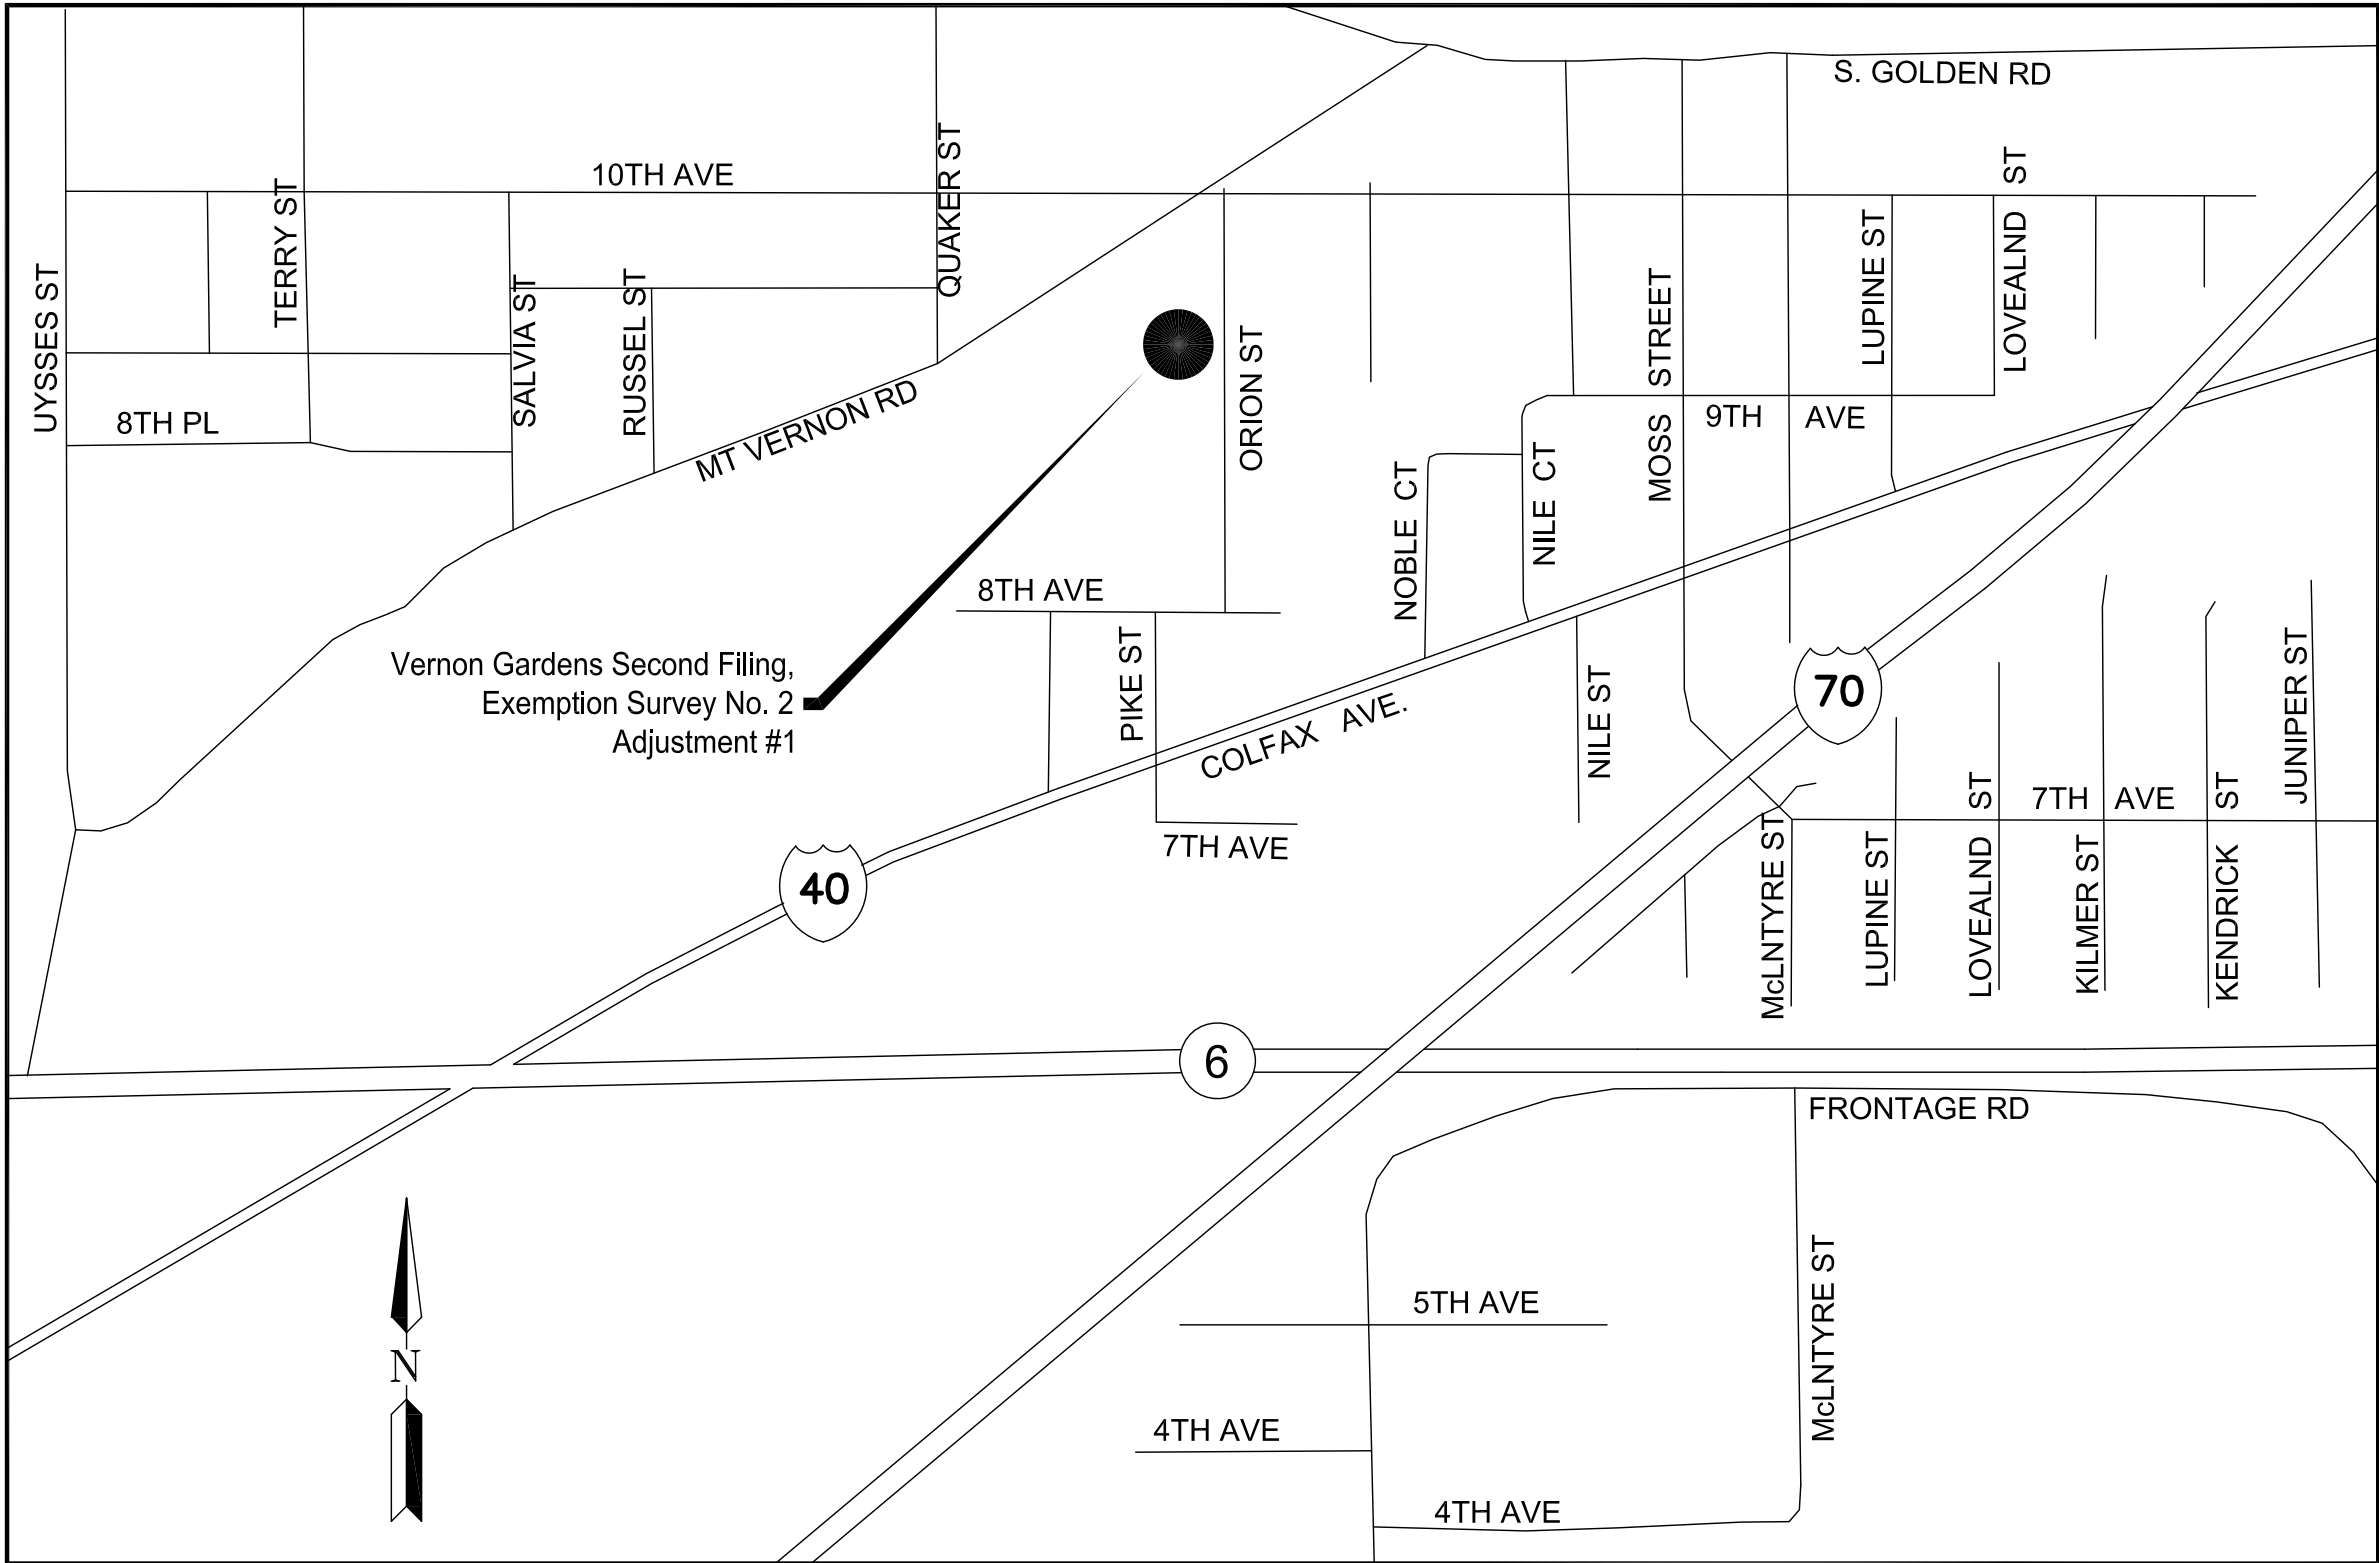 S. GOLDEN RD
10TH AVE
QUAKER ST
LOVEALND ST
TERRY ST
LUPINE ST
UYSSES ST
SALVIA ST
RUSSEL ST
MOSS STREET
ORION ST
8TH PL
MT VERNON RD
9TH AVE
NOBLE CT
NILE CT
8TH AVE
Vernon Gardens Second Filing,
Exemption Survey No. 2
Adjustment #1
PIKE ST
COLFAX AVE.
NILE ST
70
JUNIPER ST
7TH AVE
7TH AVE
40
McLNTYRE ST
LUPINE ST
LOVEALND ST
KILMER ST
KENDRICK ST
6
FRONTAGE RD
N
5TH AVE
McLNTYRE ST
4TH AVE
4TH AVE